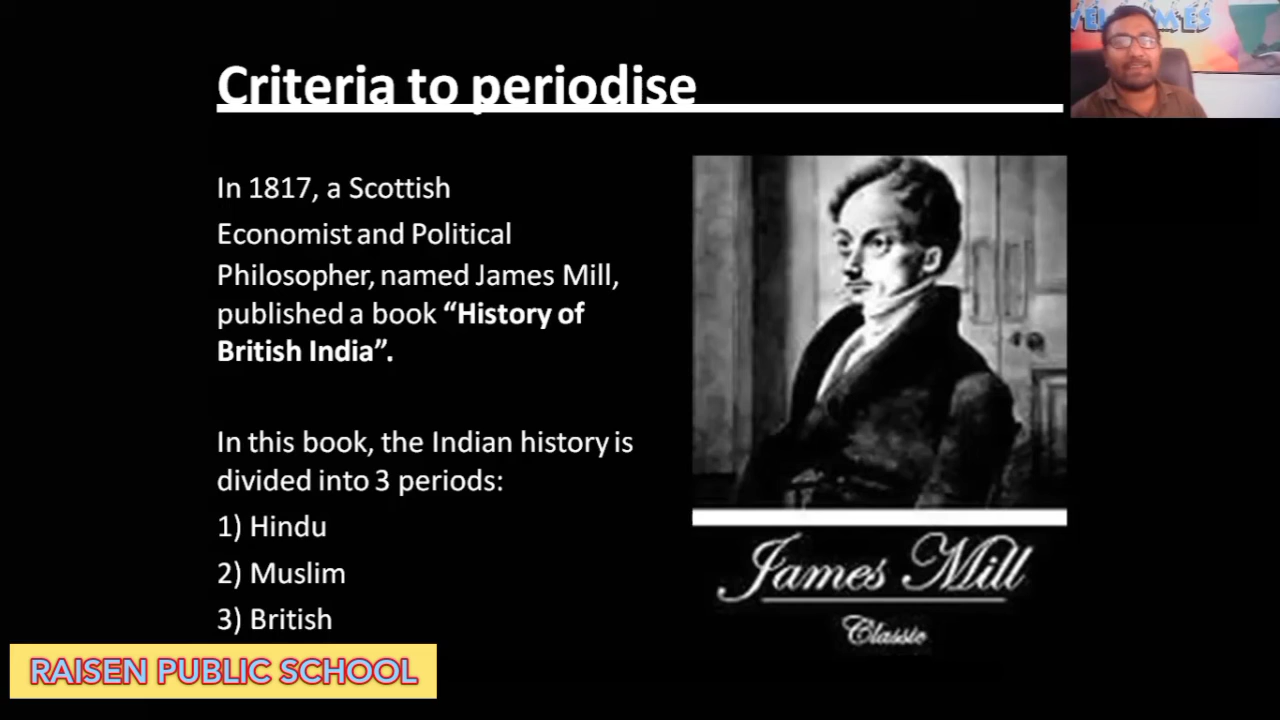 Criteria to periodise
In 1817, a Scottish
Economist and Political
Philosopher, named James Mill,
published a book “History of
British India”.
In this book, the Indian history is
divided into 3 periods:
1) Hindu
2) Muslim
3) British
James Mill
Classic
RAISEN PUBLIC SCHOOL